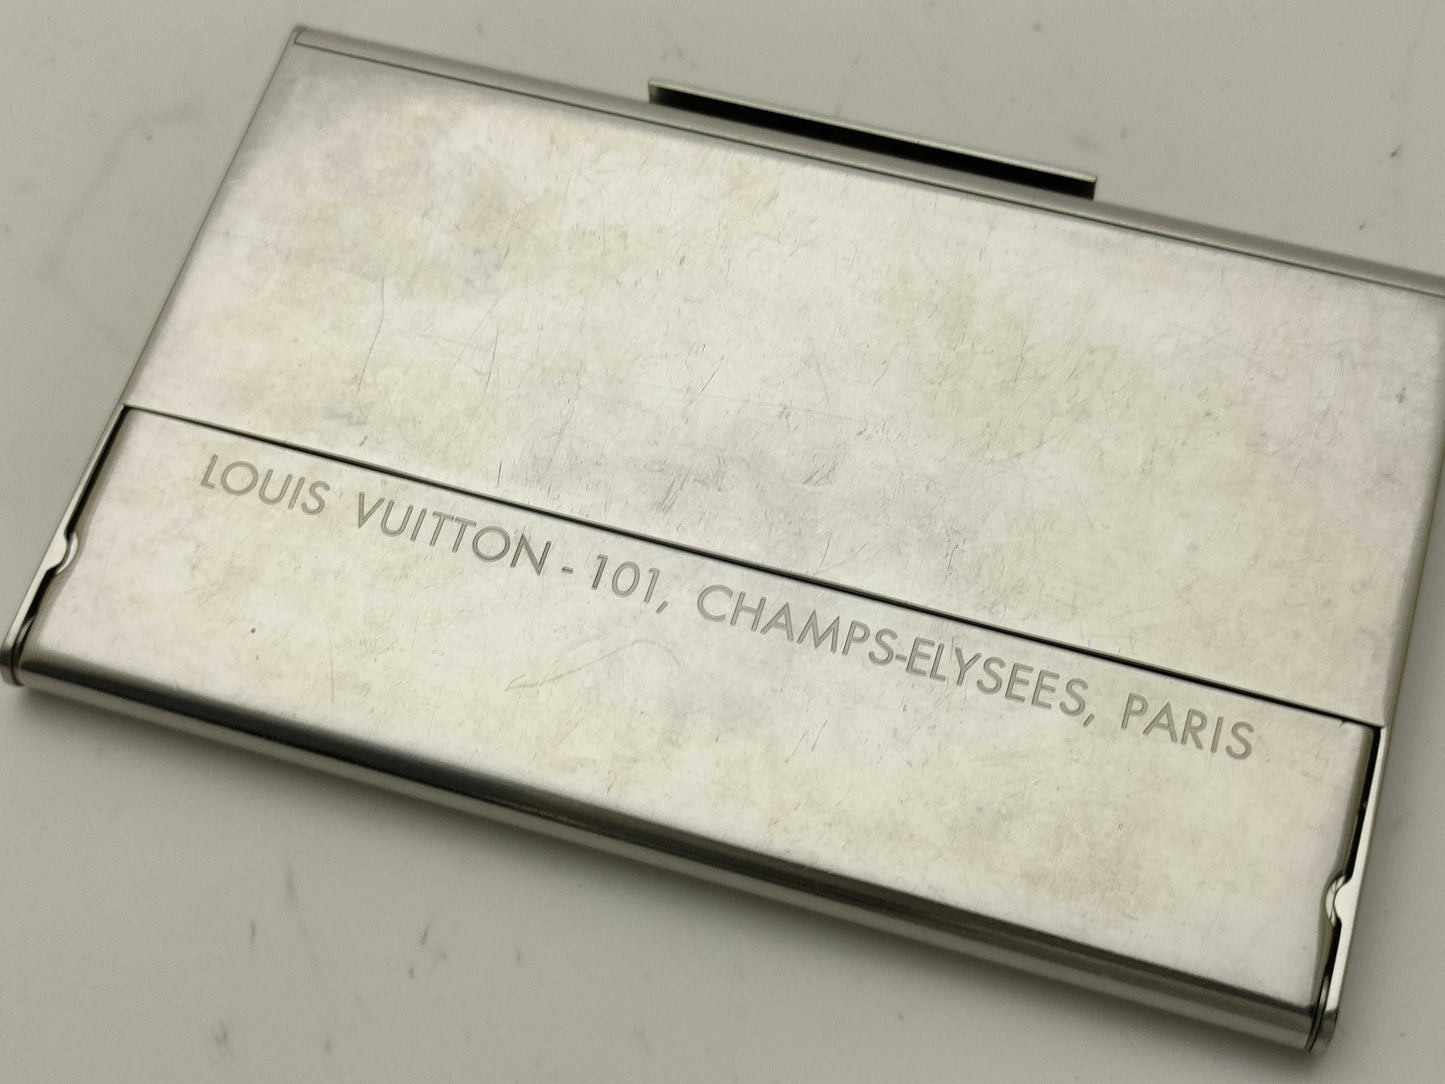 LOUIS VUITTON - 101, CHAMPS-ELYSEES, PARIS